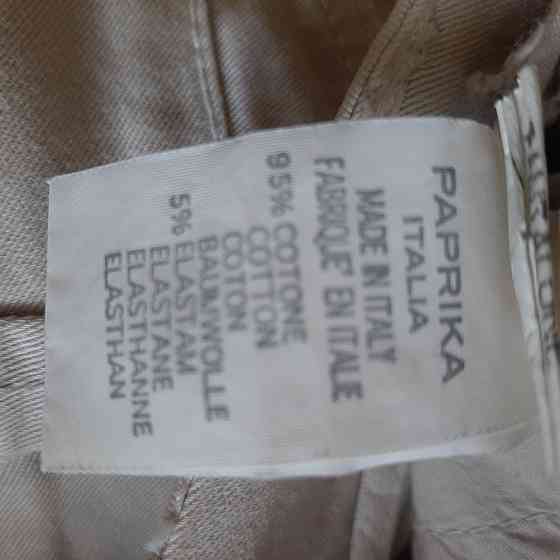 PAPRIKA
ITALIA
MADE IN ITALY
FABRIQUE' EN ITALIE
95% COTONE
COTTON
COTON
BAUMWOLLE
5% ELASTAM
ELASTANE
ELASTHANNE
ELASTHAN